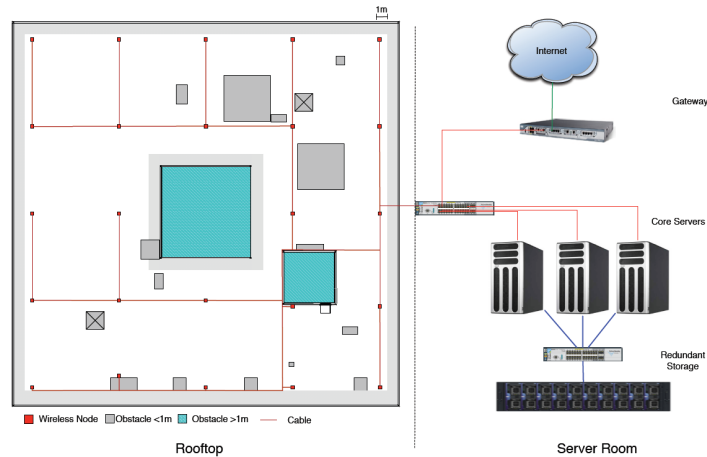 1m
Internet
Gateway
Core Servers
Redundant
Storage
Wireless Node
Obstacle <1m
Obstacle >1m
Cable
Rooftop
Server Room